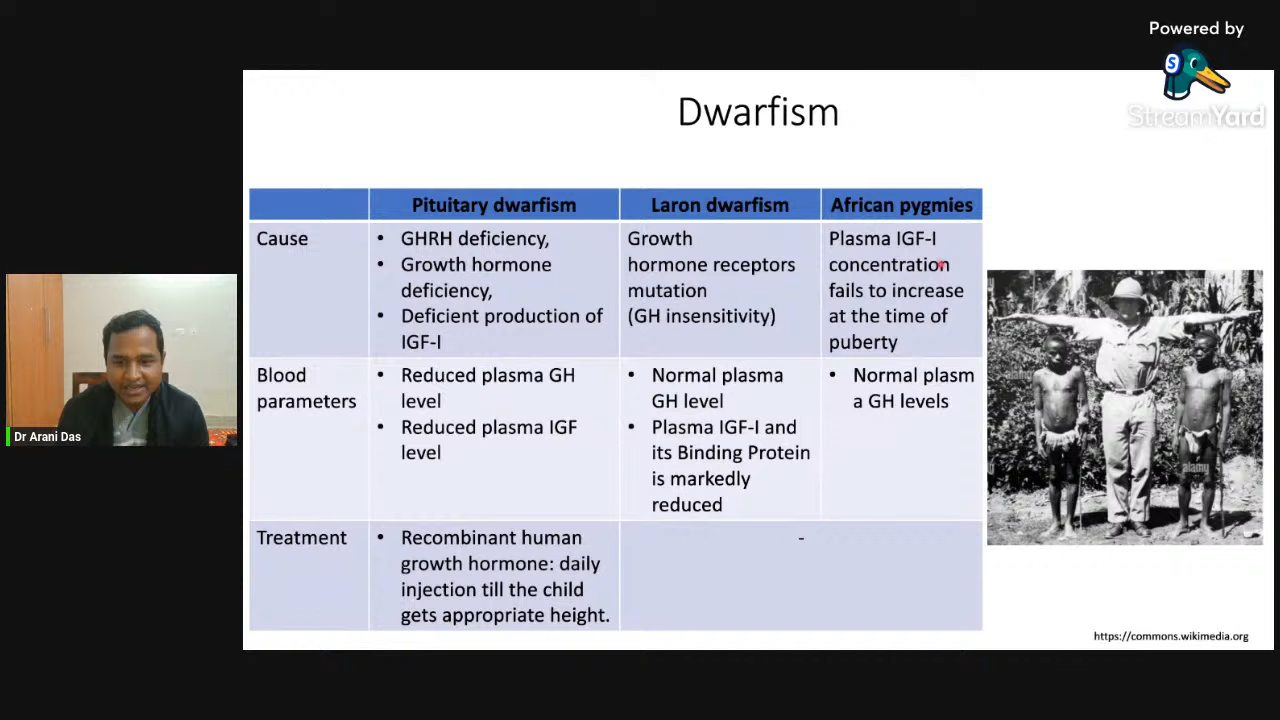 Powered by
S
StreamYard
Dwarfism
Pituitary dwarfism
Laron dwarfism
African pygmies
Cause
• GHRH deficiency,
• Growth hormone
deficiency,
• Deficient production of
IGF-I
Growth
hormone receptors
mutation
(GH insensitivity)
Plasma IGF-I
concentration
fails to increase
at the time of
puberty
Blood
parameters
• Reduced plasma GH
level
• Reduced plasma IGF
level
• Normal plasma
GH level
• Plasma IGF-I and
its Binding Protein
is markedly
reduced
• Normal plasm
a GH levels
Treatment
• Recombinant human
growth hormone: daily
injection till the child
gets appropriate height.
-
alamy
https://commons.wikimedia.org
Dr Arani Das